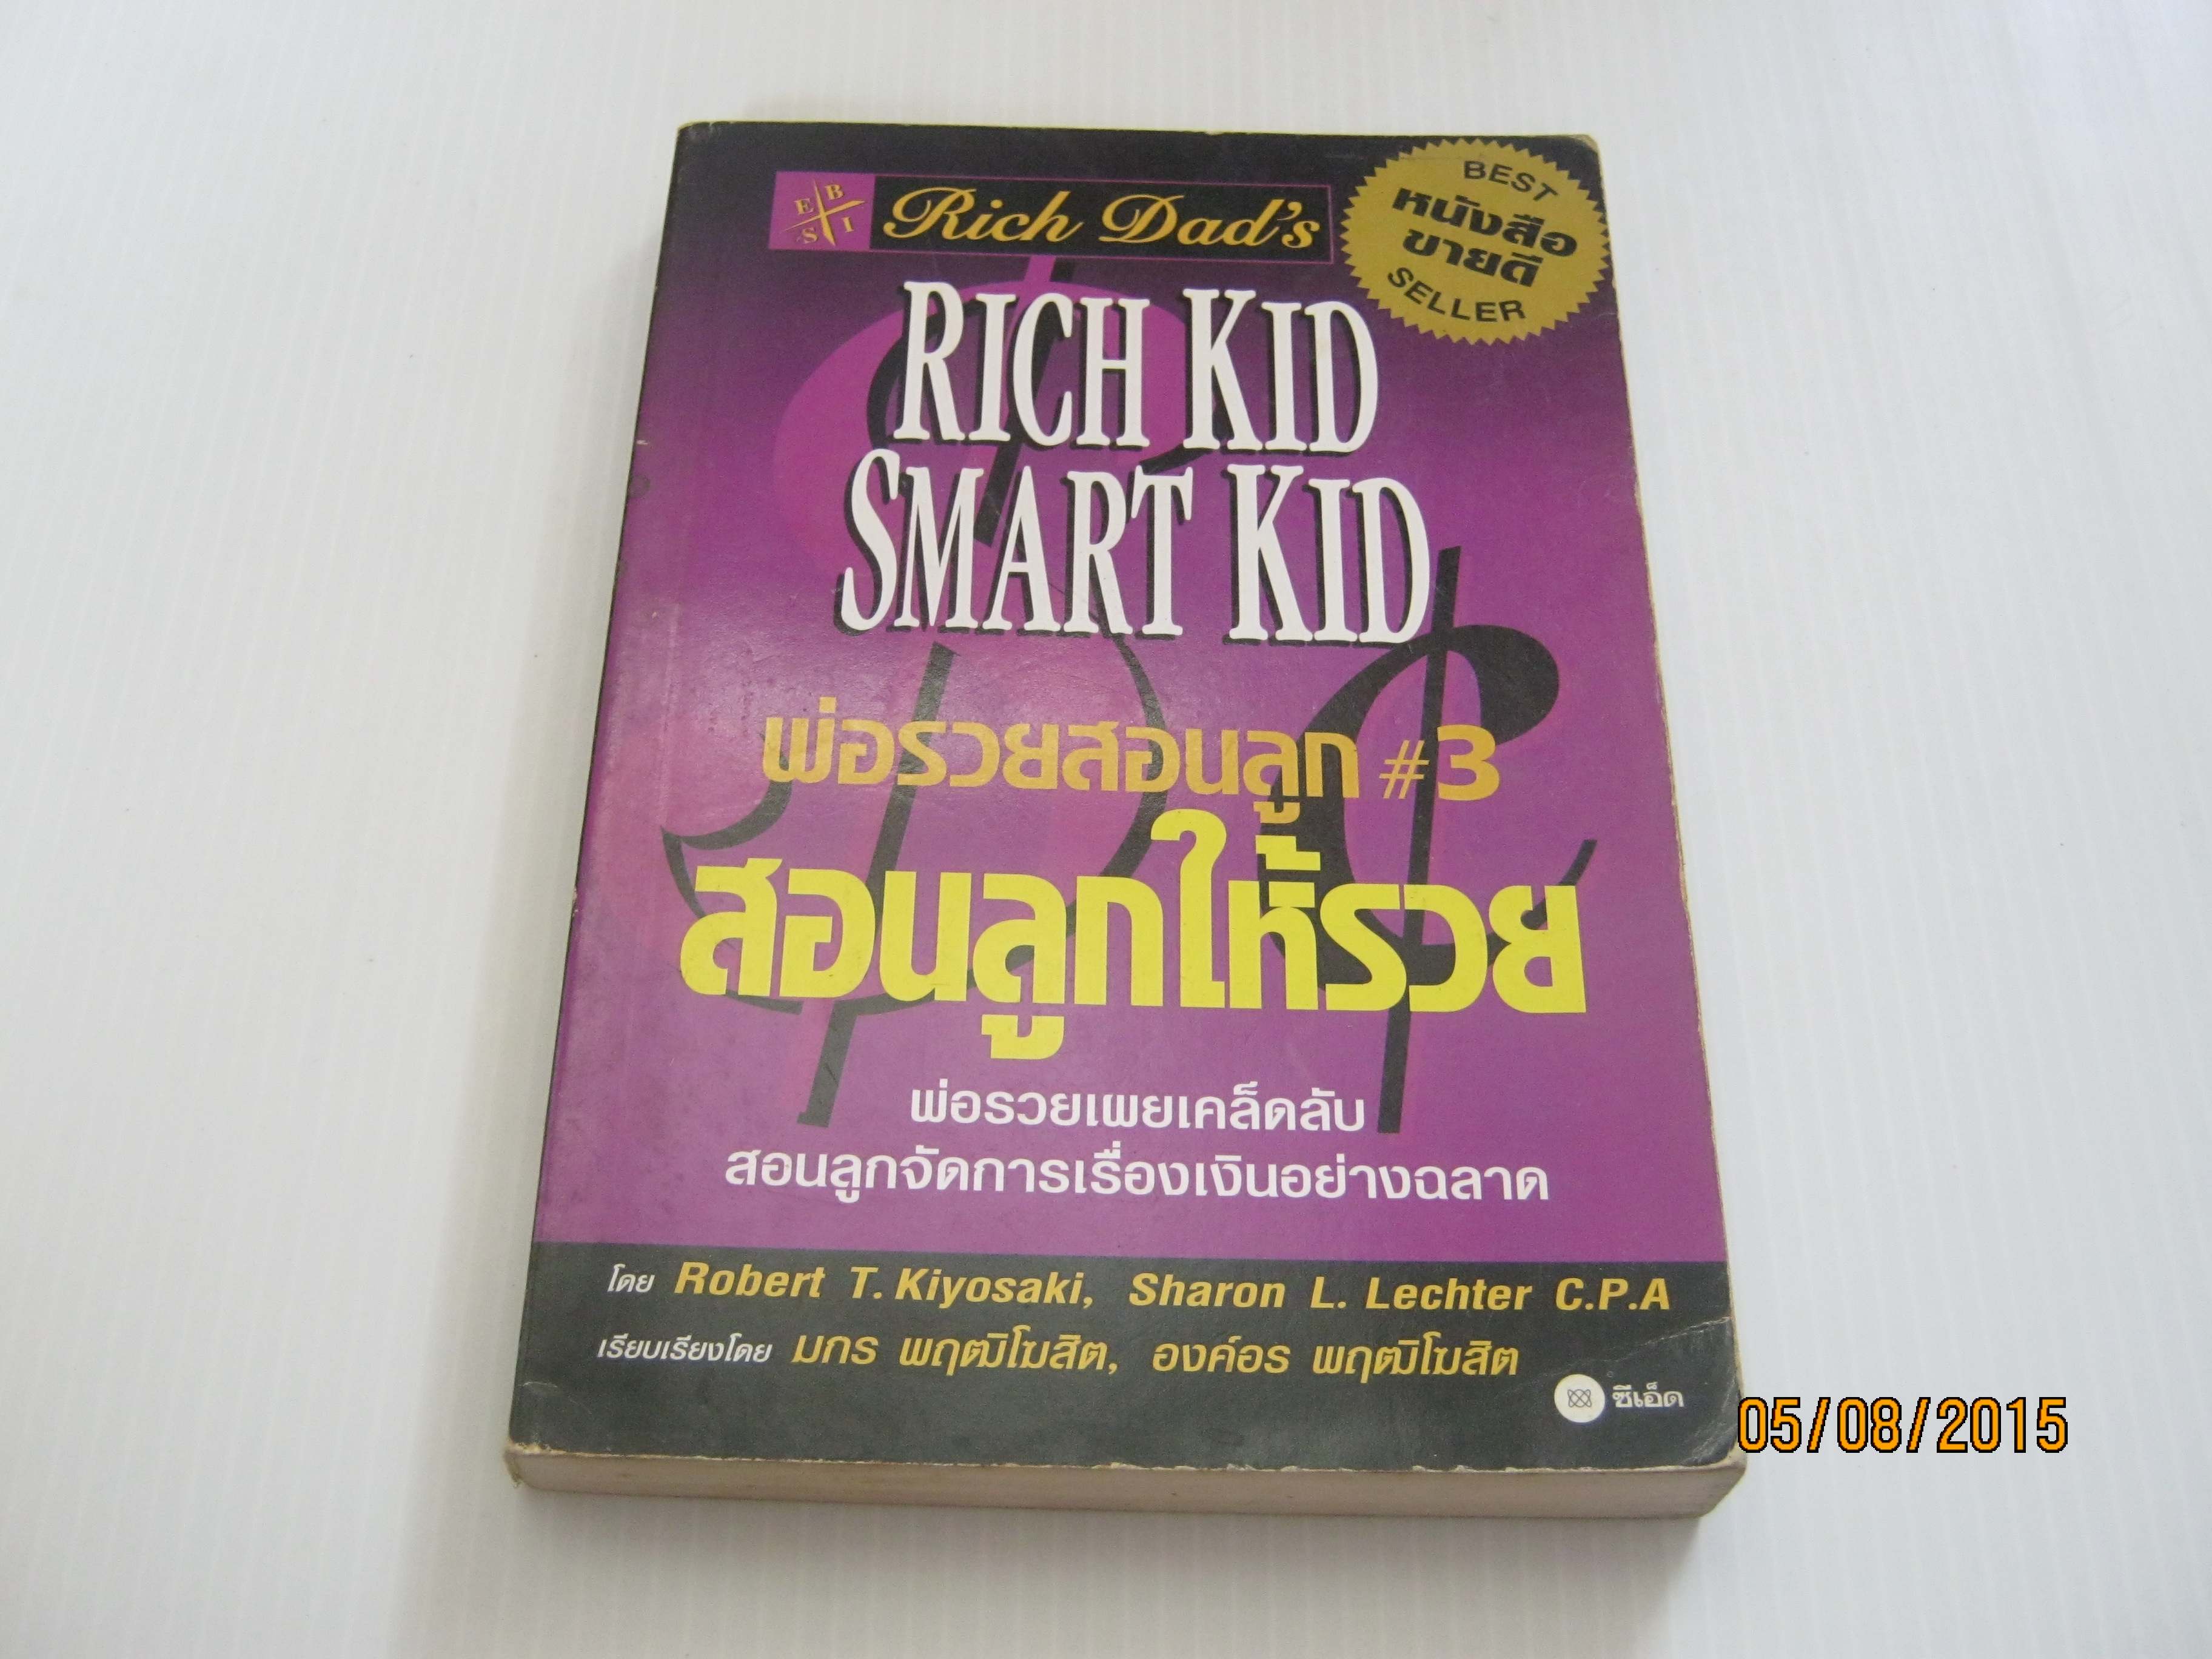 E B
S I
Rich Dad's
BEST
หนังสือ
ขายดี
SELLER
RICH KID
SMART KID
พ่อรวยสอนลูก #3
สอนลูกให้รวย
พ่อรวยเผยเคล็ดลับ
สอนลูกจัดการเรื่องเงินอย่างฉลาด
โดย Robert T. Kiyosaki, Sharon L. Lechter C.P.A
เรียบเรียงโดย มกร พฤฒิโฆสิต, องค์อร พฤฒิโฆสิต
ซีเอ็ด
05/08/2015